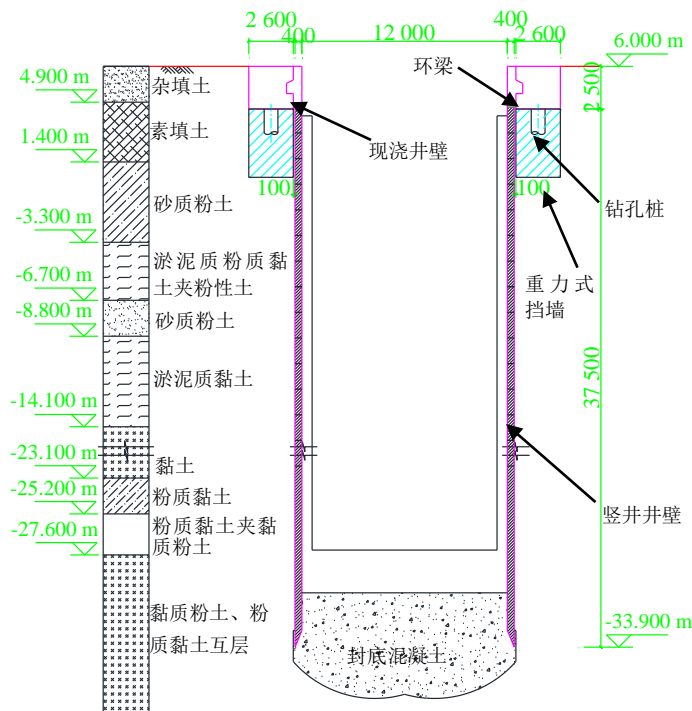 2 600
400
12 000
400
2 600
6.000 m
4.900 m
杂填土
环梁
2 500
素填土
现浇井壁
1.400 m
100
100
砂质粉土
钻孔桩
-3.300 m
淤泥质粉质黏
土夹粉性土
-6.700 m
重力式
挡墙
-8.800 m
砂质粉土
淤泥质黏土
37 500
-14.100 m
-23.100 m
黏土
-25.200 m
粉质黏土
竖井井壁
粉质黏土夹黏
质粉土
-27.600 m
黏质粉土、粉
质黏土互层
-33.900 m
封底混凝土